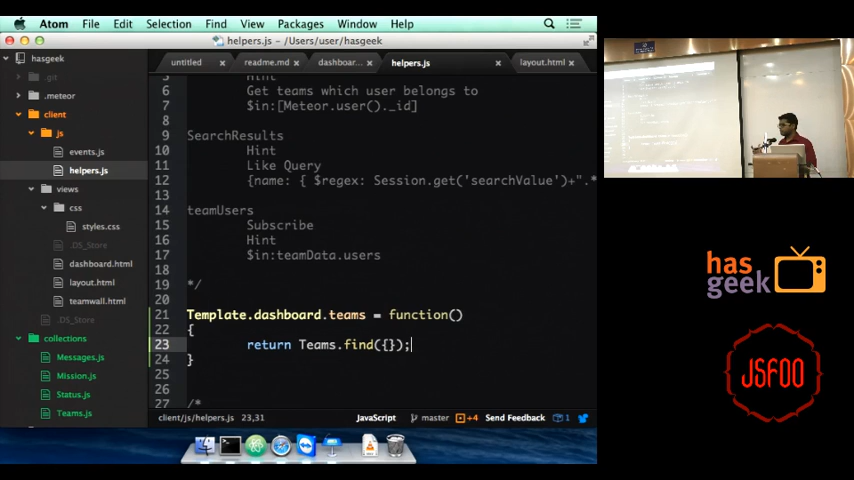 Atom File Edit Selection Find View Packages Window Help
helpers.js - /Users/user/hasgeek
hasgeek
.git
.meteor
client
js
events.js
helpers.js
views
css
styles.css
.DS_Store
dashboard.html
layout.html
teamwall.html
.DS_Store
collections
Messages.js
Mission.js
Status.js
Teams.js
untitled
readme.md
dashboar...
helpers.js
layout.html
5 Hint
6 Get teams which user belongs to
7 $in:[Meteor.user()._id]
8
9 SearchResults
10 Hint
11 Like Query
12 {name: { $regex: Session.get('searchValue')+".*
13
14 teamUsers
15 Subscribe
16 Hint
17 $in:teamData.users
18
19 */
20
21 Template.dashboard.teams = function()
22 {
23 return Teams.find({});
24 }
25
26 /*
client/js/helpers.js 23,31 JavaScript master +4 Send Feedback 1
has
geek
JSFOO